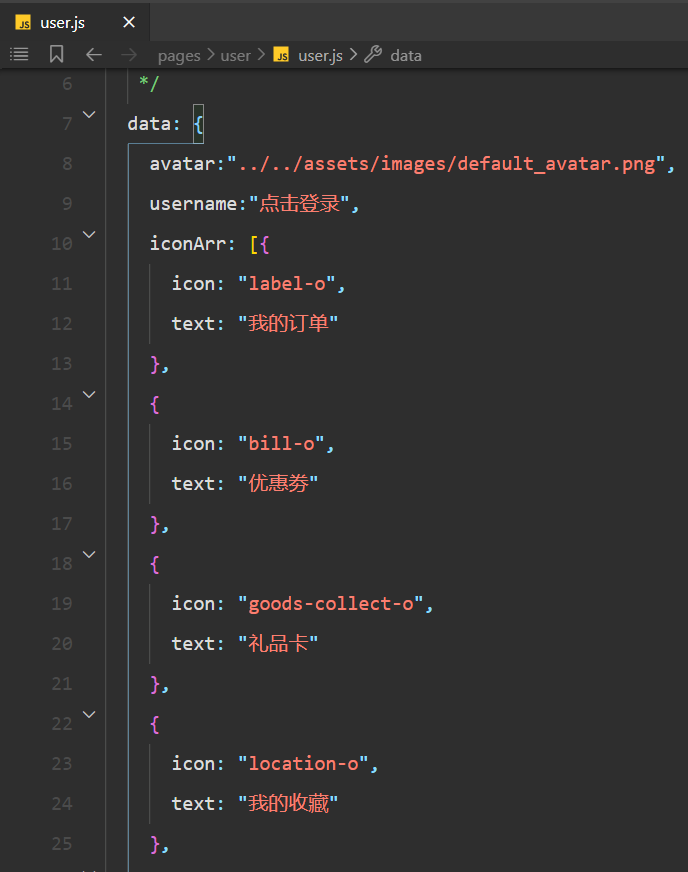 JS user.js
pages > user > JS user.js > data
6 */
7 data: {
8 avatar:"../../assets/images/default_avatar.png",
9 username:"点击登录",
10 iconArr: [{
11 icon: "label-o",
12 text: "我的订单"
13 },
14 {
15 icon: "bill-o",
16 text: "优惠劵"
17 },
18 {
19 icon: "goods-collect-o",
20 text: "礼品卡"
21 },
22 {
23 icon: "location-o",
24 text: "我的收藏"
25 },